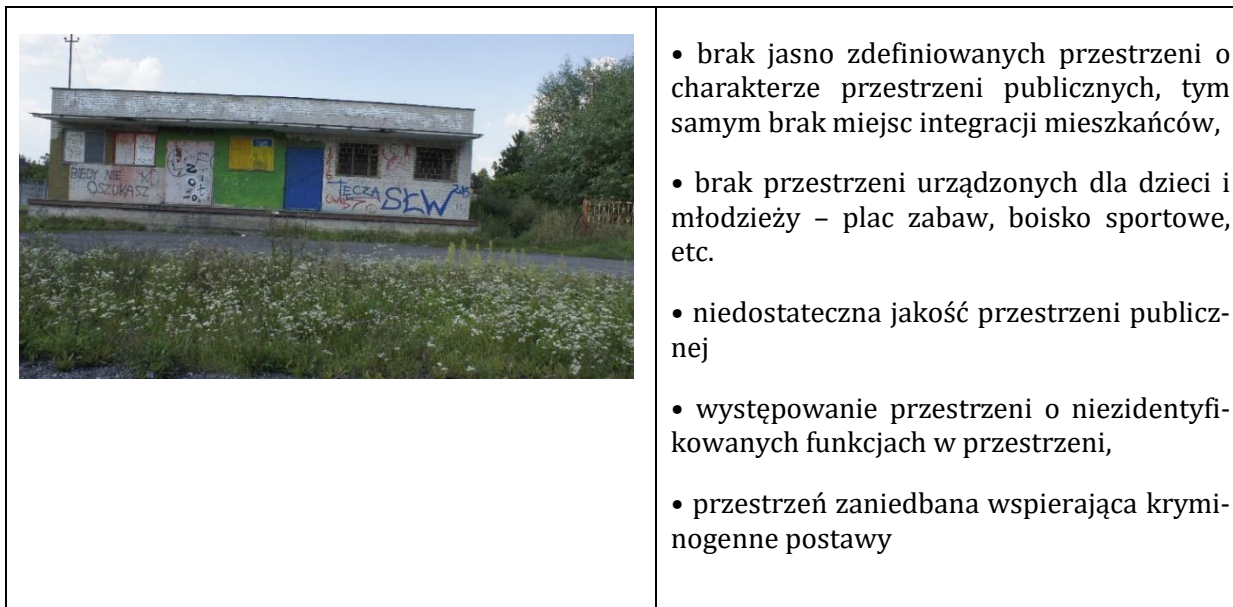 BIEDY NIE
OSZUKASZ
TĘCZA
SEW
• brak jasno zdefiniowanych przestrzeni o
charakterze przestrzeni publicznych, tym
samym brak miejsc integracji mieszkańców,
• brak przestrzeni urządzonych dla dzieci i
młodzieży – plac zabaw, boisko sportowe,
etc.
• niedostateczna jakość przestrzeni publicz-
nej
• występowanie przestrzeni o niezidentyfi-
kowanych funkcjach w przestrzeni,
• przestrzeń zaniedbana wspierająca krymi-
nogenne postawy